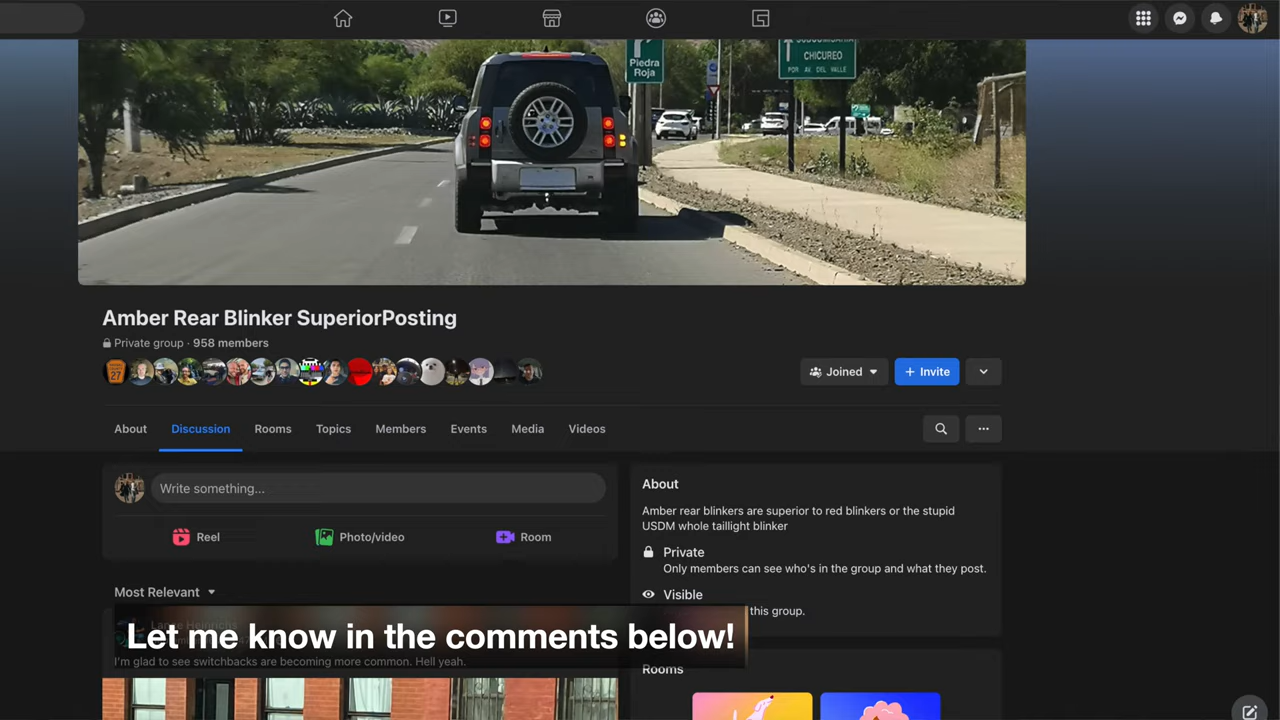 Piedra
Roja
CHICUREO
POR AV. DEL VALLE
Amber Rear Blinker SuperiorPosting
Private group · 958 members
27
Joined
+ Invite
About
Discussion
Rooms
Topics
Members
Events
Media
Videos
Write something...
Reel
Photo/video
Room
About
Amber rear blinkers are superior to red blinkers or the stupid
USDM whole taillight blinker
Private
Only members can see who's in the group and what they post.
Visible
this group.
Most Relevant
Let me know in the comments below!
I'm glad to see switchbacks are becoming more common. Hell yeah.
Rooms